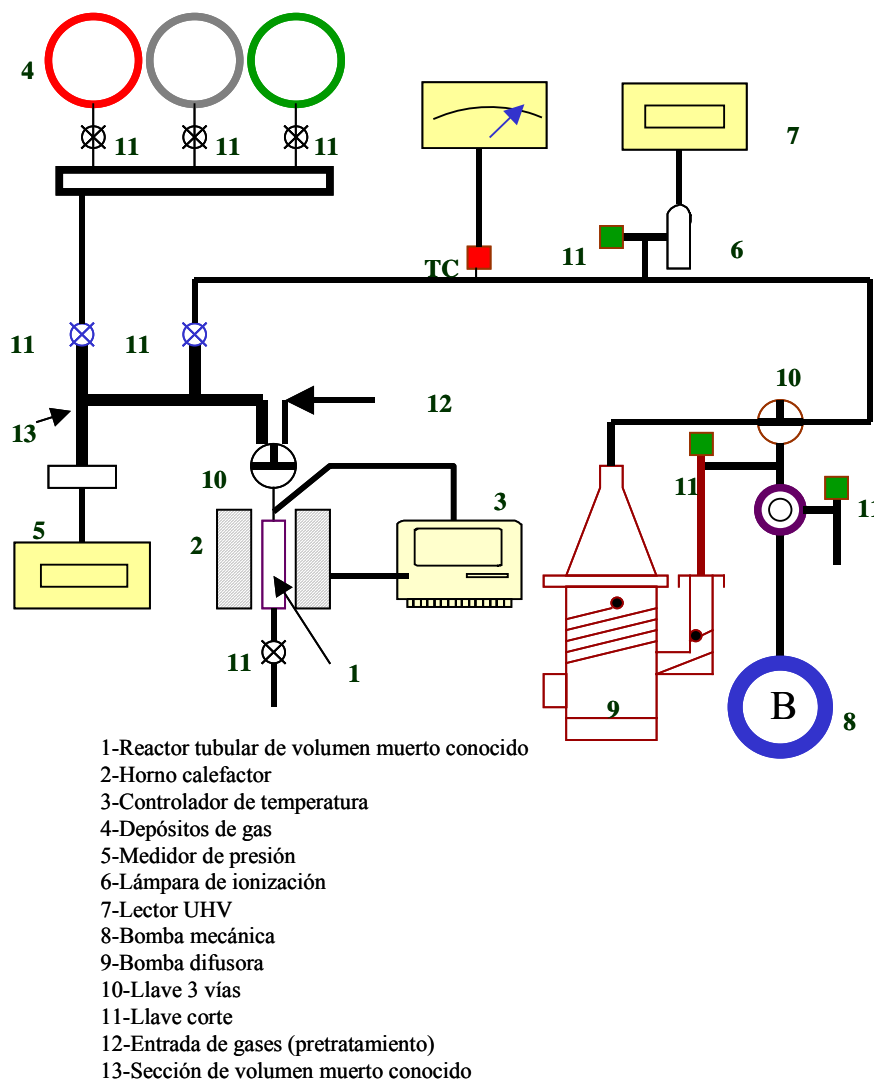 4
11
11
11
7
11
6
TC
11
11
10
13
12
10
11
11
5
2
3
11
1
9
B
8
1-Reactor tubular de volumen muerto conocido
2-Horno calefactor
3-Controlador de temperatura
4-Depósitos de gas
5-Medidor de presión
6-Lámpara de ionización
7-Lector UHV
8-Bomba mecánica
9-Bomba difusora
10-Llave 3 vías
11-Llave corte
12-Entrada de gases (pretratamiento)
13-Sección de volumen muerto conocido